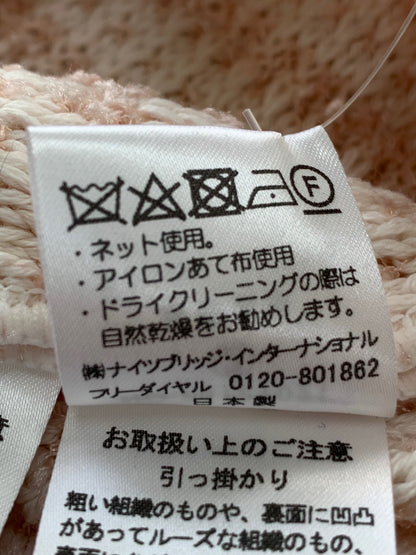 F
・ネット使用。
・アイロンあて布使用
・ドライクリーニングの際は
自然乾燥をお勧めします。
㈱ナイツブリッジ・インターナショナル
フリーダイヤル 0120-801862
日本製
お取扱い上のご注意
引っ掛かり
粗い組織のものや、裏面に凹凸
があってルーズな組織のもの、